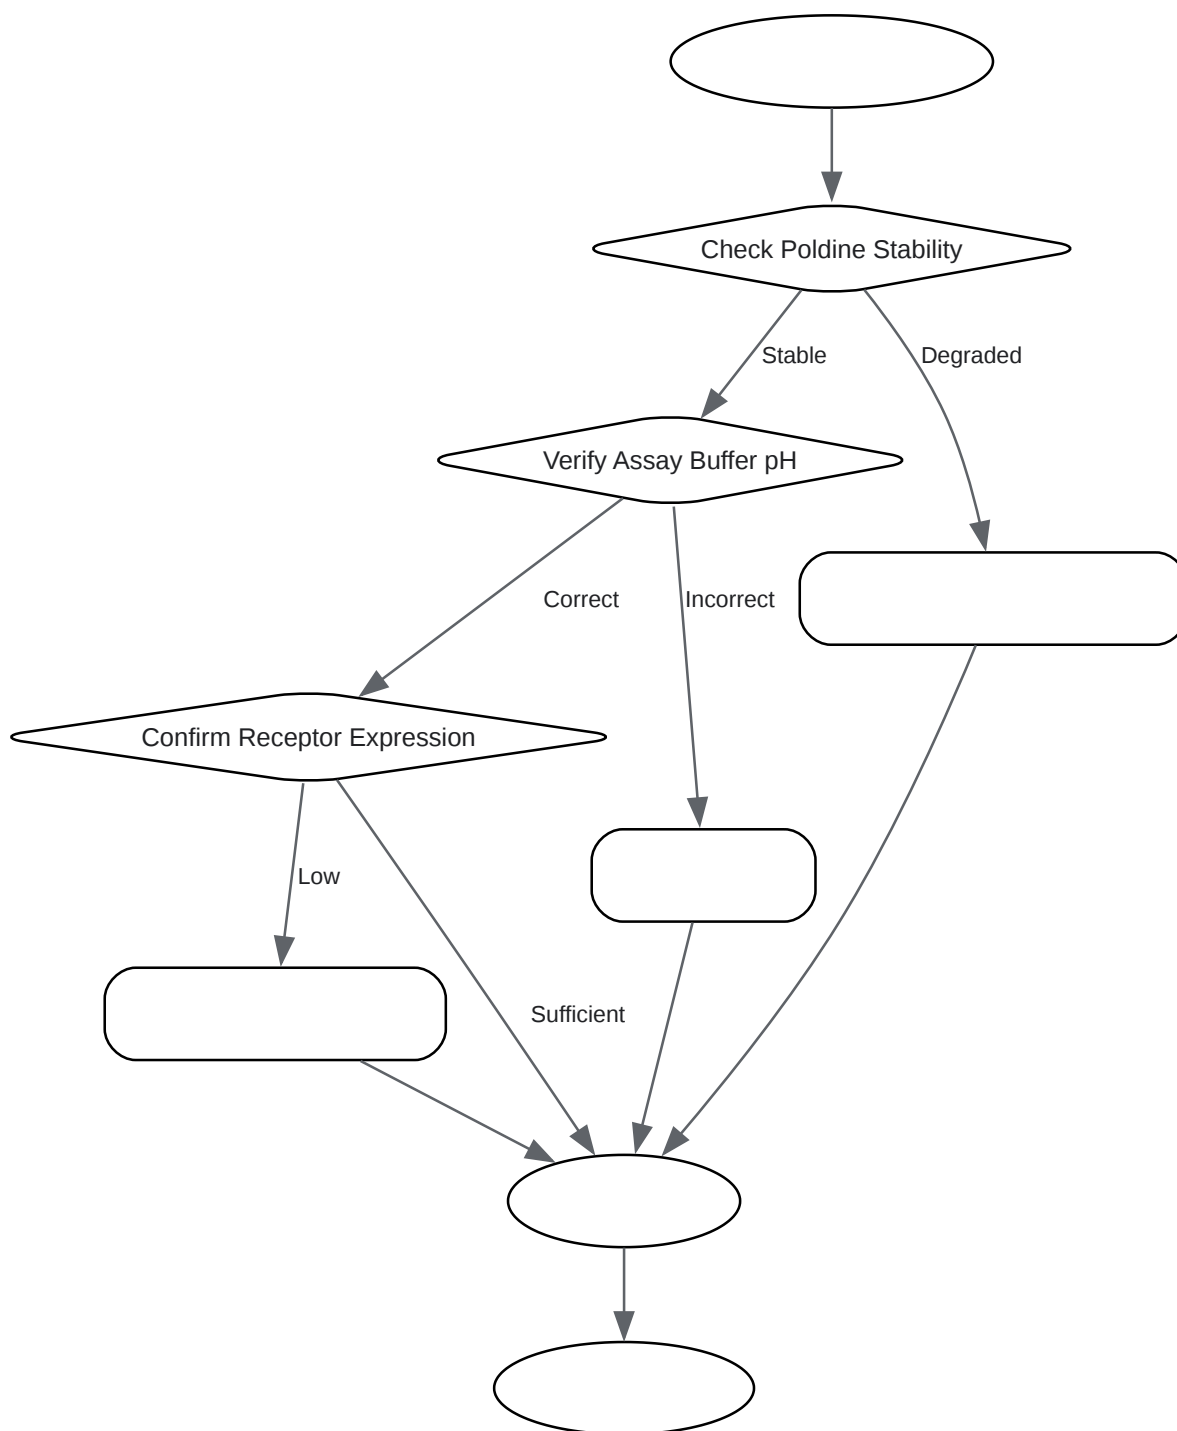 Check Poldine Stability
Stable
Degraded
Verify Assay Buffer pH
Correct
Incorrect
Confirm Receptor Expression
Low
Sufficient